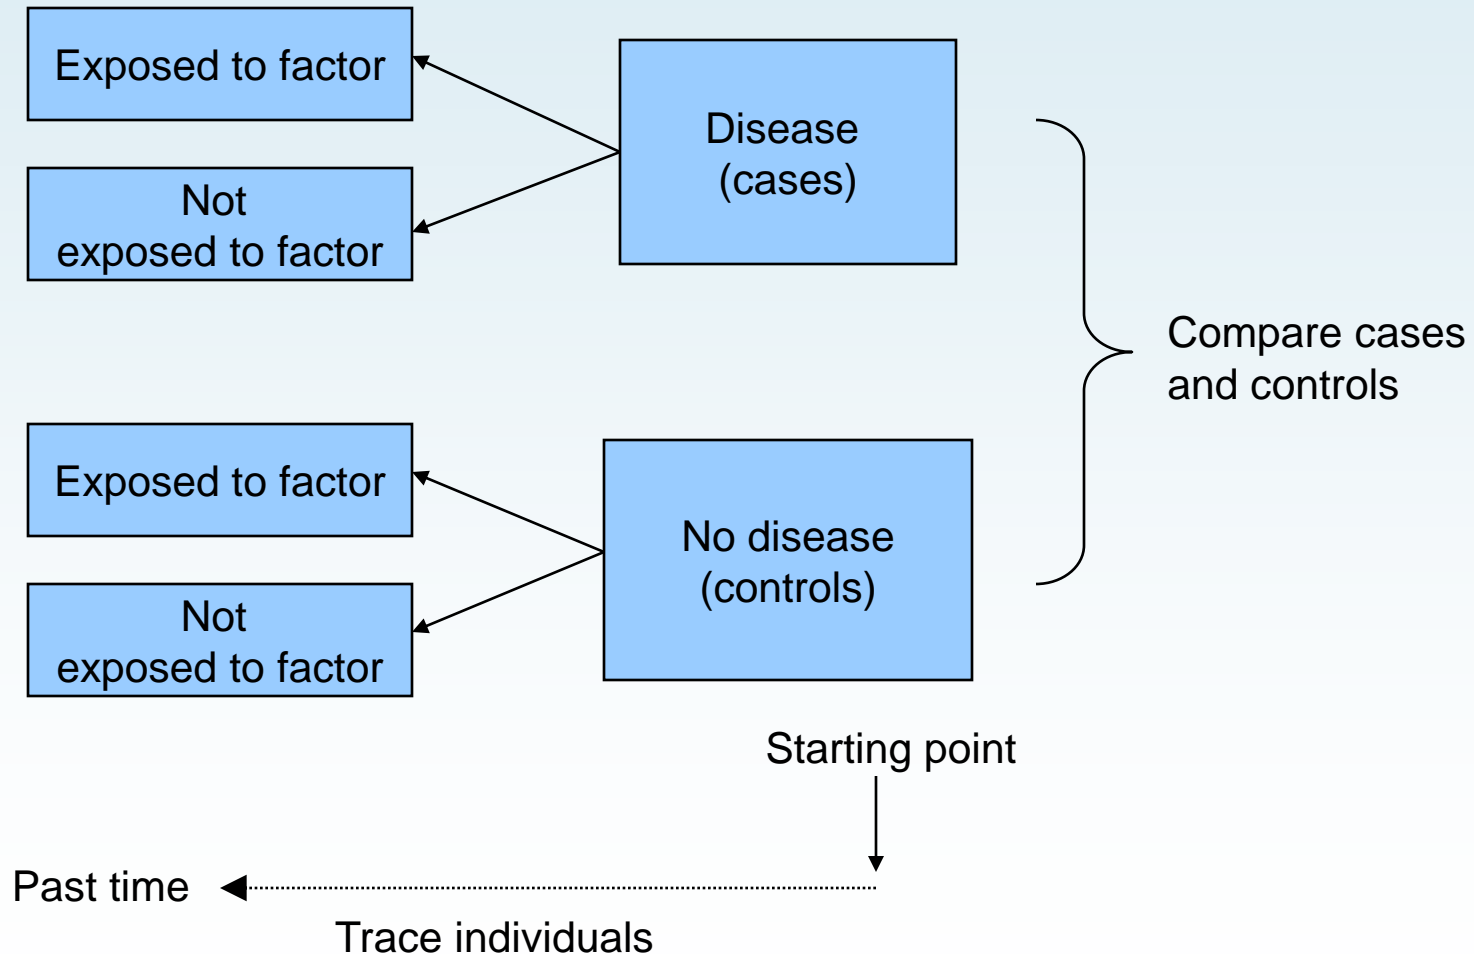 Exposed to factor
Not
exposed to factor
Disease
(cases)
Compare cases
and controls
Exposed to factor
Not
exposed to factor
No disease
(controls)
Starting point
Past time
Trace individuals